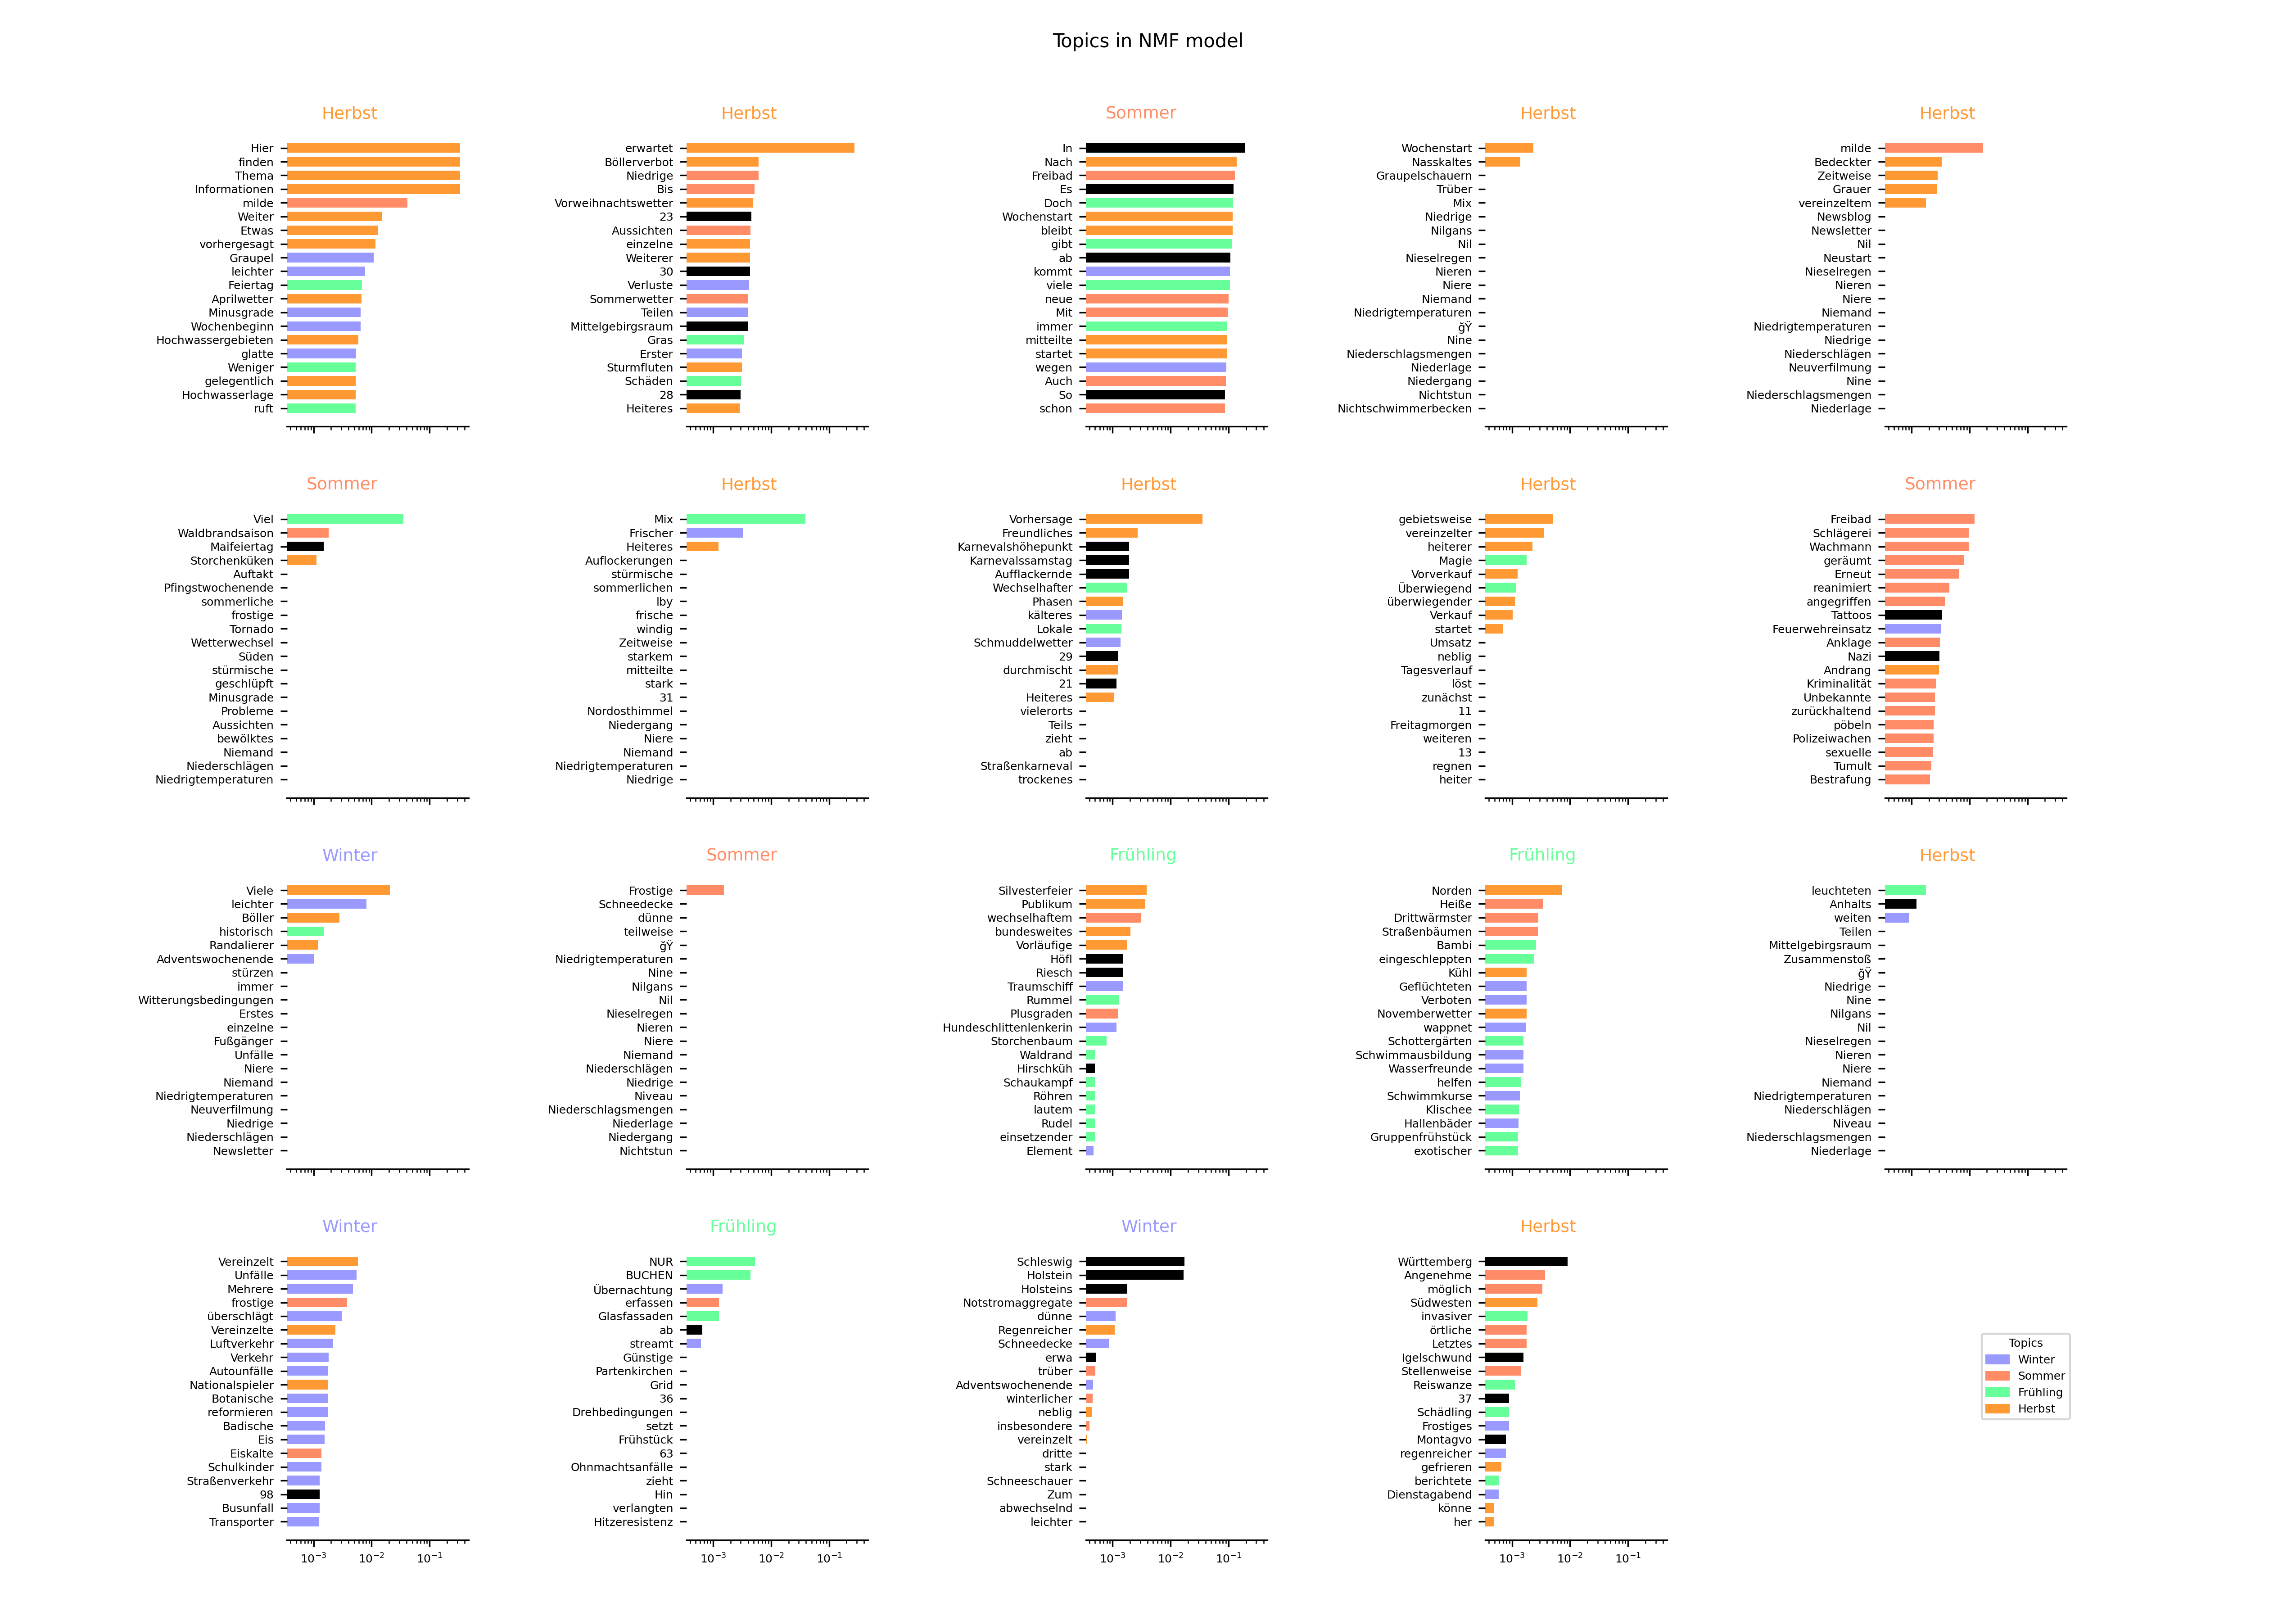 Topics in NMF model
Herbst
Hier
finden
Thema
Informationen
milde
Weiter
Etwas
vorhergesagt
Graupel
leichter
Feiertag
Aprilwetter
Minusgrade
Wochenbeginn
Hochwassergebieten
glatte
Weniger
gelegentlich
Hochwasserlage
ruft
Herbst
erwartet
Böllerverbot
Niedrige
Bis
Vorweihnachtswetter
23
Aussichten
einzelne
Weiterer
30
Verluste
Sommerwetter
Teilen
Mittelgebirgsraum
Gras
Erster
Sturmfluten
Schäden
28
Heiteres
Sommer
In
Nach
Freibad
Es
Doch
Wochenstart
bleibt
gibt
ab
kommt
viele
neue
Mit
immer
mitteilte
startet
wegen
Auch
So
schon
Herbst
Wochenstart
Nasskaltes
Graupelschauern
Trüber
Mix
Niedrige
Nilgans
Nil
Nieselregen
Nieren
Niere
Niemand
Niedrigtemperaturen
ğŸ
Nine
Niederschlagsmengen
Niederlage
Niedergang
Nichtstun
Nichtschwimmerbecken
Herbst
milde
Bedeckter
Zeitweise
Grauer
vereinzeltem
Newsblog
Newsletter
Nil
Neustart
Nieselregen
Nieren
Niere
Niemand
Niedrigtemperaturen
Niedrige
Niederschlägen
Neuverfilmung
Nine
Niederschlagsmengen
Niederlage
Sommer
Viel
Waldbrandsaison
Maifeiertag
Storchenküken
Auftakt
Pfingstwochenende
sommerliche
frostige
Tornado
Wetterwechsel
Süden
stürmische
geschlüpft
Minusgrade
Probleme
Aussichten
bewölktes
Niemand
Niederschlägen
Niedrigtemperaturen
Herbst
Mix
Frischer
Heiteres
Auflockerungen
stürmische
sommerlichen
lby
frische
windig
Zeitweise
starkem
mitteilte
stark
31
Nordosthimmel
Niedergang
Niere
Niemand
Niedrigtemperaturen
Niedrige
Herbst
Vorhersage
Freundliches
Karnevalshöhepunkt
Karnevalssamstag
Aufflackernde
Wechselhafter
Phasen
kälteres
Lokale
Schmuddelwetter
29
durchmischt
21
Heiteres
vielerorts
Teils
zieht
ab
Straßenkarneval
trockenes
Herbst
gebietsweise
vereinzelter
heiterer
Magie
Vorverkauf
Überwiegend
überwiegender
Verkauf
startet
Umsatz
neblig
Tagesverlauf
löst
zunächst
11
Freitagmorgen
weiteren
13
regnen
heiter
Sommer
Freibad
Schlägerei
Wachmann
geräumt
Erneut
reanimiert
angegriffen
Tattoos
Feuerwehreinsatz
Anklage
Nazi
Andrang
Kriminalität
Unbekannte
zurückhaltend
pöbeln
Polizeiwachen
sexuelle
Tumult
Bestrafung
Winter
Viele
leichter
Böller
historisch
Randalierer
Adventswochenende
stürzen
immer
Witterungsbedingungen
Erstes
einzelne
Fußgänger
Unfälle
Niere
Niemand
Niedrigtemperaturen
Neuverfilmung
Niedrige
Niederschlägen
Newsletter
Sommer
Frostige
Schneedecke
dünne
teilweise
ğŸ
Niedrigtemperaturen
Nine
Nilgans
Nil
Nieselregen
Nieren
Niere
Niemand
Niederschlägen
Niedrige
Niveau
Niederschlagsmengen
Niederlage
Niedergang
Nichtstun
Frühling
Silvesterfeier
Publikum
wechselhaftem
bundesweites
Vorläufige
Höfl
Riesch
Traumschiff
Rummel
Plusgraden
Hundeschlittenlenkerin
Storchenbaum
Waldrand
Hirschküh
Schaukampf
Röhren
lautem
Rudel
einsetzender
Element
Frühling
Norden
Heiße
Drittwärmster
Straßenbäumen
Bambi
eingeschleppten
Kühl
Geflüchteten
Verboten
Novemberwetter
wappnet
Schottergärten
Schwimmausbildung
Wasserfreunde
helfen
Schwimmkurse
Klischee
Hallenbäder
Gruppenfrühstück
exotischer
Herbst
leuchteten
Anhalts
weiten
Teilen
Mittelgebirgsraum
Zusammenstoß
ğŸ
Niedrige
Nine
Nilgans
Nil
Nieselregen
Nieren
Niere
Niemand
Niedrigtemperaturen
Niederschlägen
Niveau
Niederschlagsmengen
Niederlage
Winter
Vereinzelt
Unfälle
Mehrere
frostige
überschlägt
Vereinzelte
Luftverkehr
Verkehr
Autounfälle
Nationalspieler
Botanische
reformieren
Badische
Eis
Eiskalte
Schulkinder
Straßenverkehr
98
Busunfall
Transporter
10⁻³ 10⁻² 10⁻¹
Frühling
NUR
BUCHEN
Übernachtung
erfassen
Glasfassaden
ab
streamt
Günstige
Partenkirchen
Grid
36
Drehbedingungen
setzt
Frühstück
63
Ohnmachtsanfälle
zieht
Hin
verlangten
Hitzeresistenz
10⁻³ 10⁻² 10⁻¹
Winter
Schleswig
Holstein
Holsteins
Notstromaggregate
dünne
Regenreicher
Schneedecke
erwa
trüber
Adventswochenende
winterlicher
neblig
insbesondere
vereinzelt
dritte
stark
Schneeschauer
Zum
abwechselnd
leichter
10⁻³ 10⁻² 10⁻¹
Herbst
Württemberg
Angenehme
möglich
Südwesten
invasiver
örtliche
Letztes
Igelschwund
Stellenweise
Reiswanze
37
Schädling
Frostiges
Montagvo
regenreicher
gefrieren
berichtete
Dienstagabend
könne
her
10⁻³ 10⁻² 10⁻¹
Topics
Winter
Sommer
Frühling
Herbst